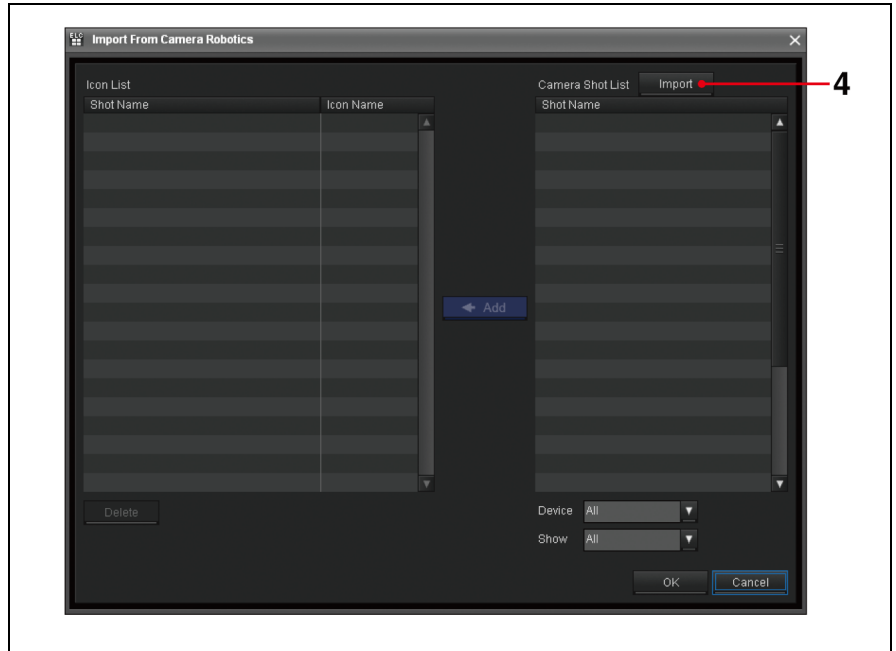 ELC
Import From Camera Robotics
Icon List
Camera Shot List Import
4
Shot Name Icon Name
Shot Name
Add
Delete
Device All
Show All
OK Cancel